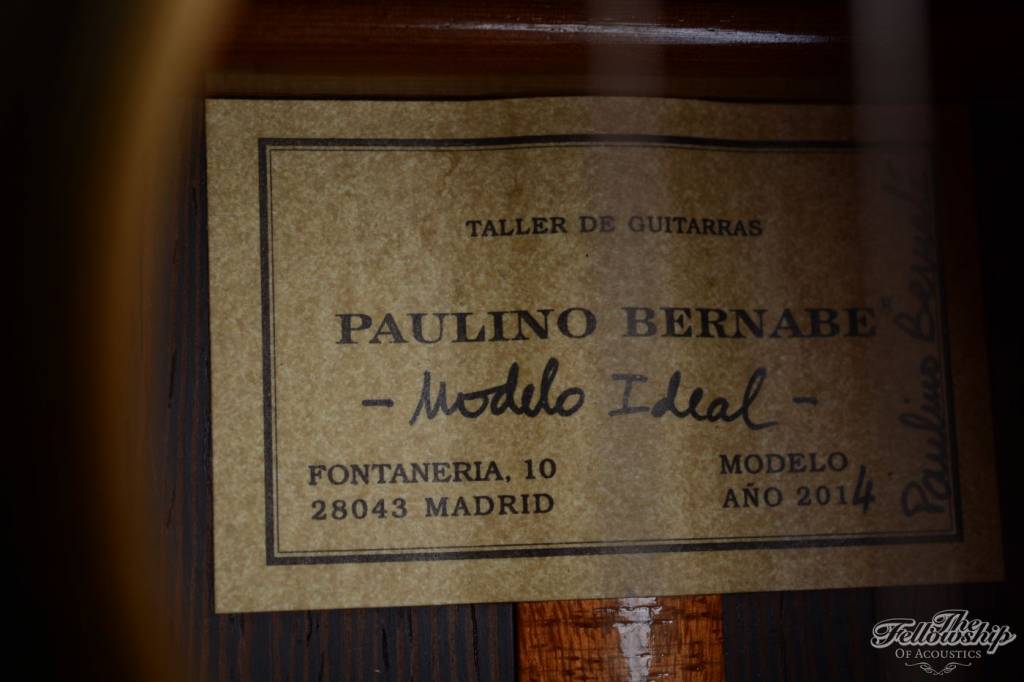 TALLER DE GUITARRAS
PAULINO BERNABE
- Modelo Ideal -
FONTANERIA, 10
28043 MADRID
MODELO
AÑO 2014
Paulino Bernabe
The
Fellowship
OF ACOUSTICS